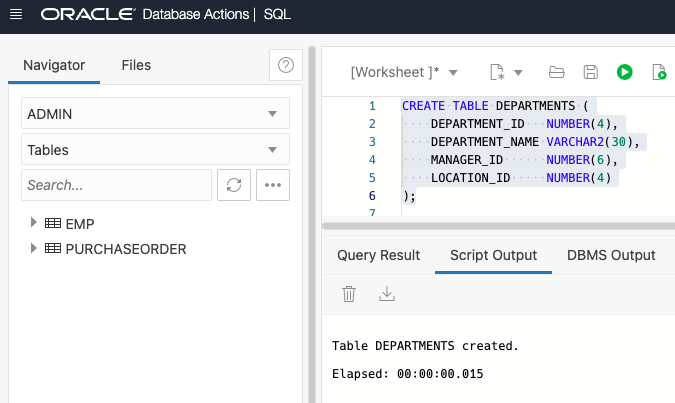 ORACLE Database Actions | SQL
Navigator Files
ADMIN
Tables
Search...
EMP
PURCHASEORDER
[Worksheet ]*
1 CREATE TABLE DEPARTMENTS (
2 DEPARTMENT_ID NUMBER(4),
3 DEPARTMENT_NAME VARCHAR2(30),
4 MANAGER_ID NUMBER(6),
5 LOCATION_ID NUMBER(4)
6 );
7
Query Result Script Output DBMS Output
Table DEPARTMENTS created.
Elapsed: 00:00:00.015